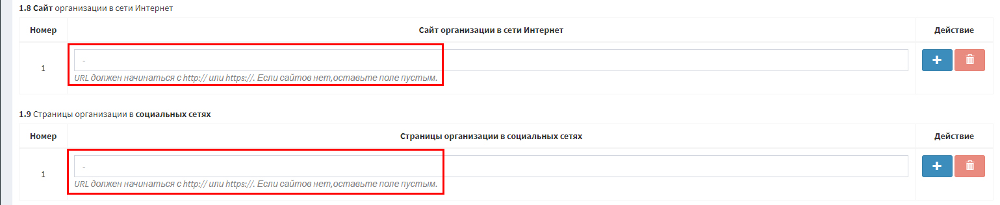 1.8 Сайт организации в сети Интернет
Номер Сайт организации в сети Интернет Действие
1 -
URL должен начинаться с http:// или https://. Если сайтов нет,оставьте поле пустым.
1.9 Страницы организации в социальных сетях
Номер Страницы организации в социальных сетях Действие
1 -
URL должен начинаться с http:// или https://. Если сайтов нет,оставьте поле пустым.